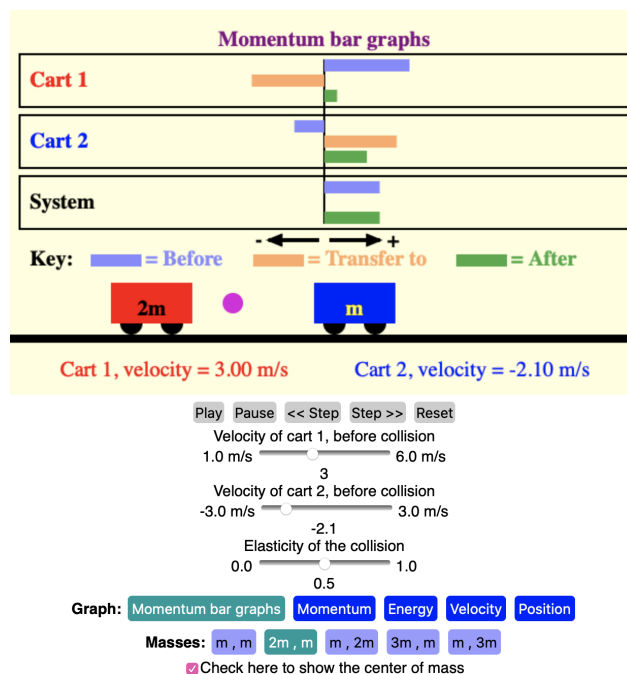 Momentum bar graphs
Cart 1
Cart 2
System
- +
Key: = Before = Transfer to = After
2m m
Cart 1, velocity = 3.00 m/s Cart 2, velocity = -2.10 m/s
Play Pause << Step Step >> Reset
Velocity of cart 1, before collision
1.0 m/s 6.0 m/s
3
Velocity of cart 2, before collision
-3.0 m/s 3.0 m/s
-2.1
Elasticity of the collision
0.0 1.0
0.5
Graph: Momentum bar graphs Momentum Energy Velocity Position
Masses: m , m 2m , m m , 2m 3m , m m , 3m
Check here to show the center of mass